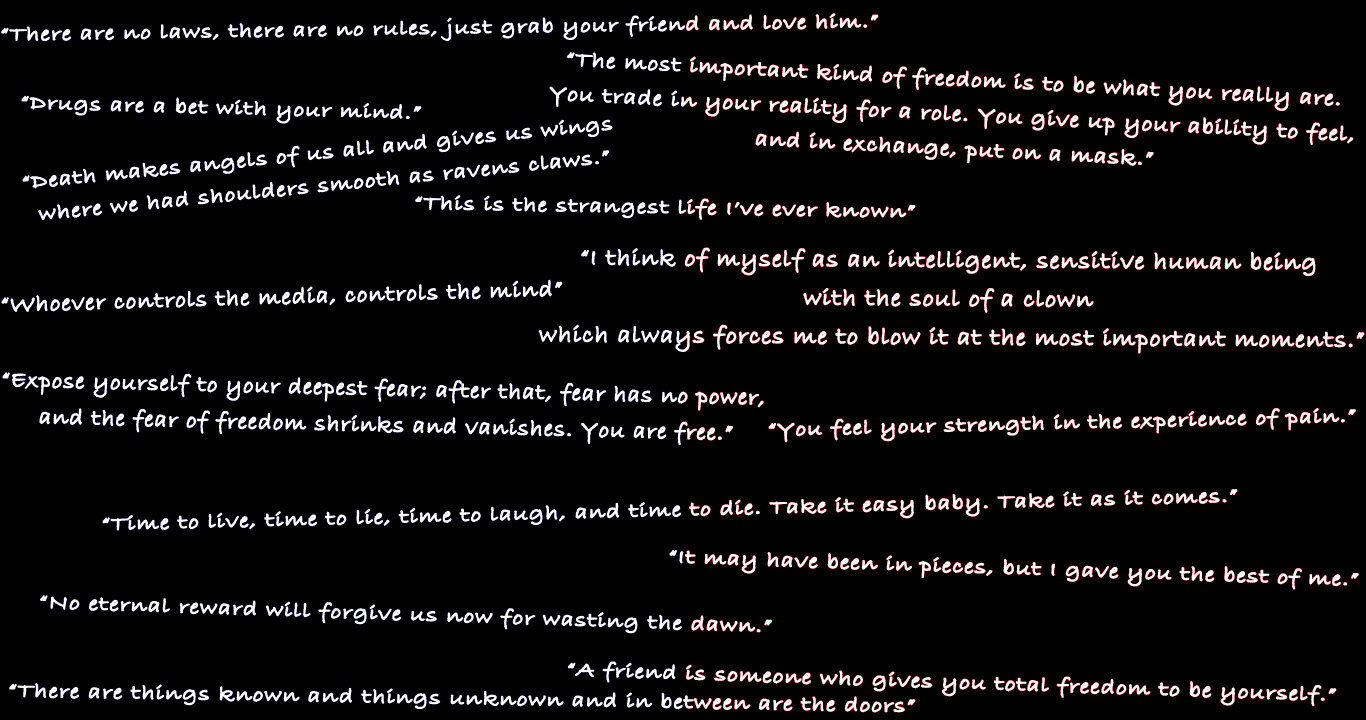 “There are no laws, there are no rules, just grab your friend and love him.”
“The most important kind of freedom is to be what you really are.
You trade in your reality for a role. You give up your ability to feel,
and in exchange, put on a mask.”
“Drugs are a bet with your mind.”
“Death makes angels of us all and gives us wings
where we had shoulders smooth as ravens claws.”
“This is the strangest life I’ve ever known”
“I think of myself as an intelligent, sensitive human being
with the soul of a clown
which always forces me to blow it at the most important moments.”
“Whoever controls the media, controls the mind”
“Expose yourself to your deepest fear; after that, fear has no power,
and the fear of freedom shrinks and vanishes. You are free.”
“You feel your strength in the experience of pain.”
“Time to live, time to lie, time to laugh, and time to die. Take it easy baby. Take it as it comes.”
“It may have been in pieces, but I gave you the best of me.”
“No eternal reward will forgive us now for wasting the dawn.”
“A friend is someone who gives you total freedom to be yourself.”
“There are things known and things unknown and in between are the doors”